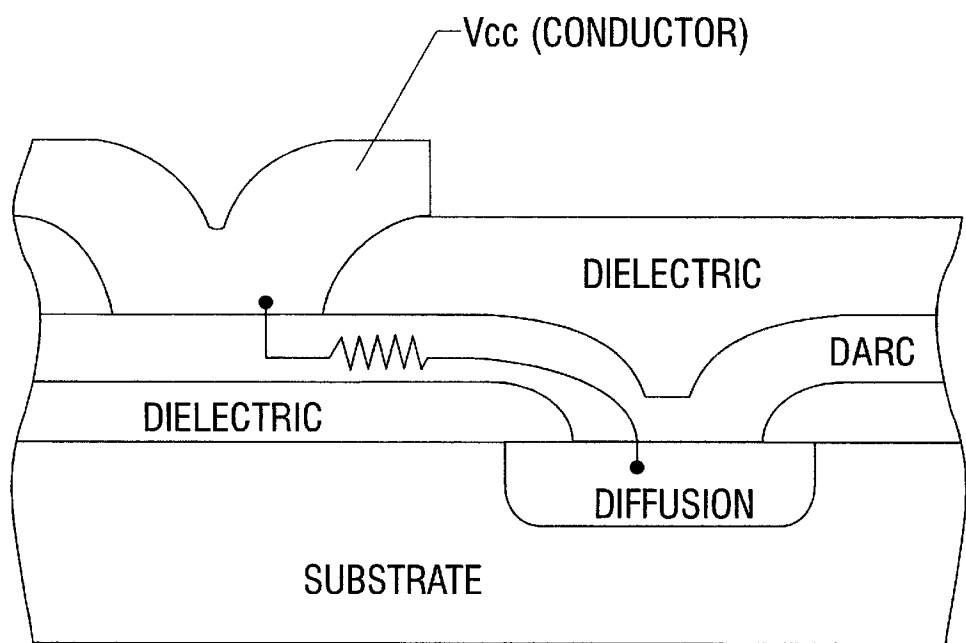 Vcc (CONDUCTOR)
DIELECTRIC
DARC
DIELECTRIC
DIFFUSION
SUBSTRATE